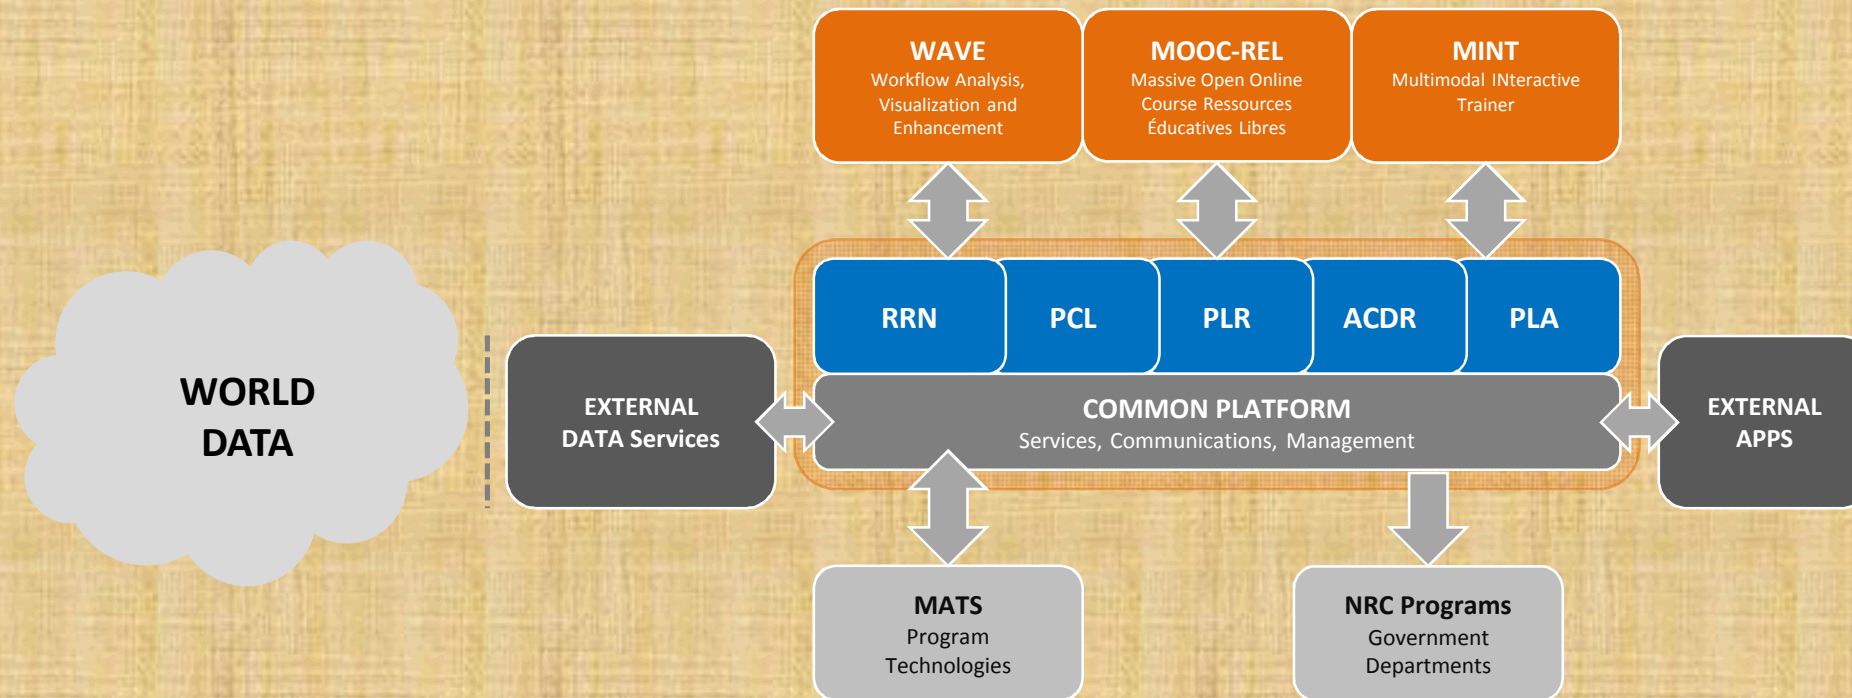 WAVE
Workflow Analysis,
Visualization and
Enhancement
MOOC-REL
Massive Open Online
Course Ressources
Éducatives Libres
MINT
Multimodal INteractive
Trainer
RRN
PCL
PLR
ACDR
PLA
WORLD
DATA
EXTERNAL
DATA Services
COMMON PLATFORM
Services, Communications, Management
EXTERNAL
APPS
MATS
Program
Technologies
NRC Programs
Government
Departments